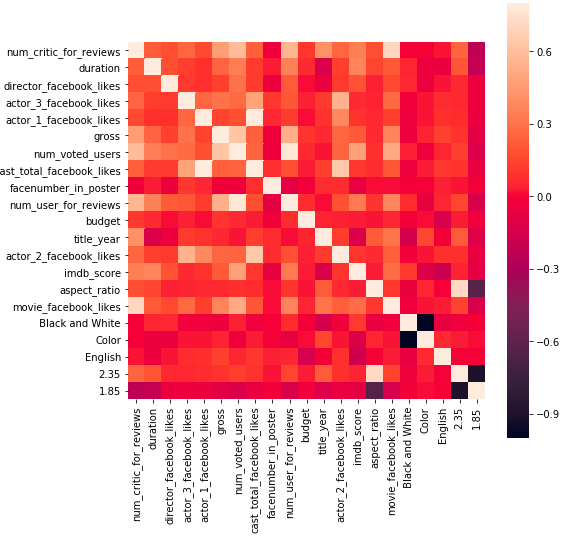 num_critic_for_reviews
duration
director_facebook_likes
actor_3_facebook_likes
actor_1_facebook_likes
gross
num_voted_users
ast_total_facebook_likes
facenumber_in_poster
num_user_for_reviews
budget
title_year
actor_2_facebook_likes
imdb_score
aspect_ratio
movie_facebook_likes
Black and White
Color
English
2.35
1.85
num_critic_for_reviews
duration
director_facebook_likes
actor_3_facebook_likes
actor_1_facebook_likes
gross
num_voted_users
cast_total_facebook_likes
facenumber_in_poster
num_user_for_reviews
budget
title_year
actor_2_facebook_likes
imdb_score
aspect_ratio
movie_facebook_likes
Black and White
Color
English
2.35
1.85
0.6
0.3
0.0
−0.3
−0.6
−0.9